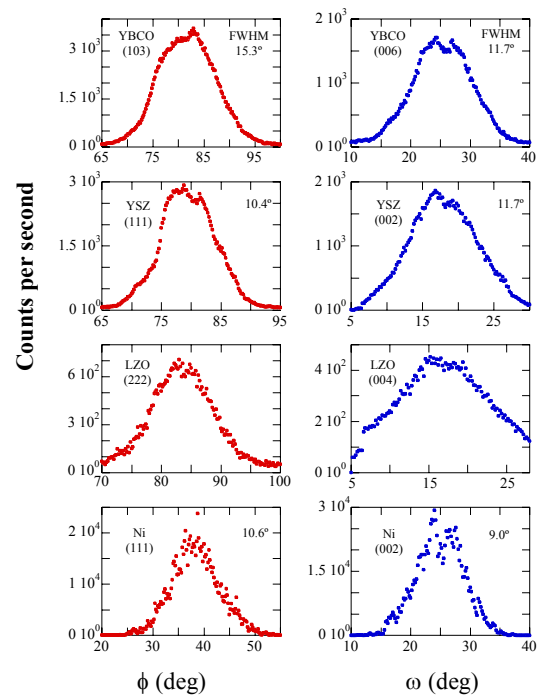 Counts per second
YBCO
(103)
FWHM
15.3º
3 10³
1.5 10³
0 10⁰
65 75 85 95
YBCO
(006)
FWHM
11.7º
2 10³
1 10³
0 10⁰
10 20 30 40
YSZ
(111)
10.4º
3 10³
1.5 10³
0 10⁰
65 75 85 95
YSZ
(002)
11.7º
2 10³
1 10³
0 10⁰
5 15 25
LZO
(222)
6 10²
3 10²
0 10⁰
70 80 90 100
LZO
(004)
4 10²
2 10²
0
5 15 25
Ni
(111)
10.6º
2 10⁴
1 10⁴
0 10⁰
20 30 40 50
Ni
(002)
9.0º
3 10⁴
1.5 10⁴
0 10⁰
10 20 30 40
ϕ (deg)
ω (deg)